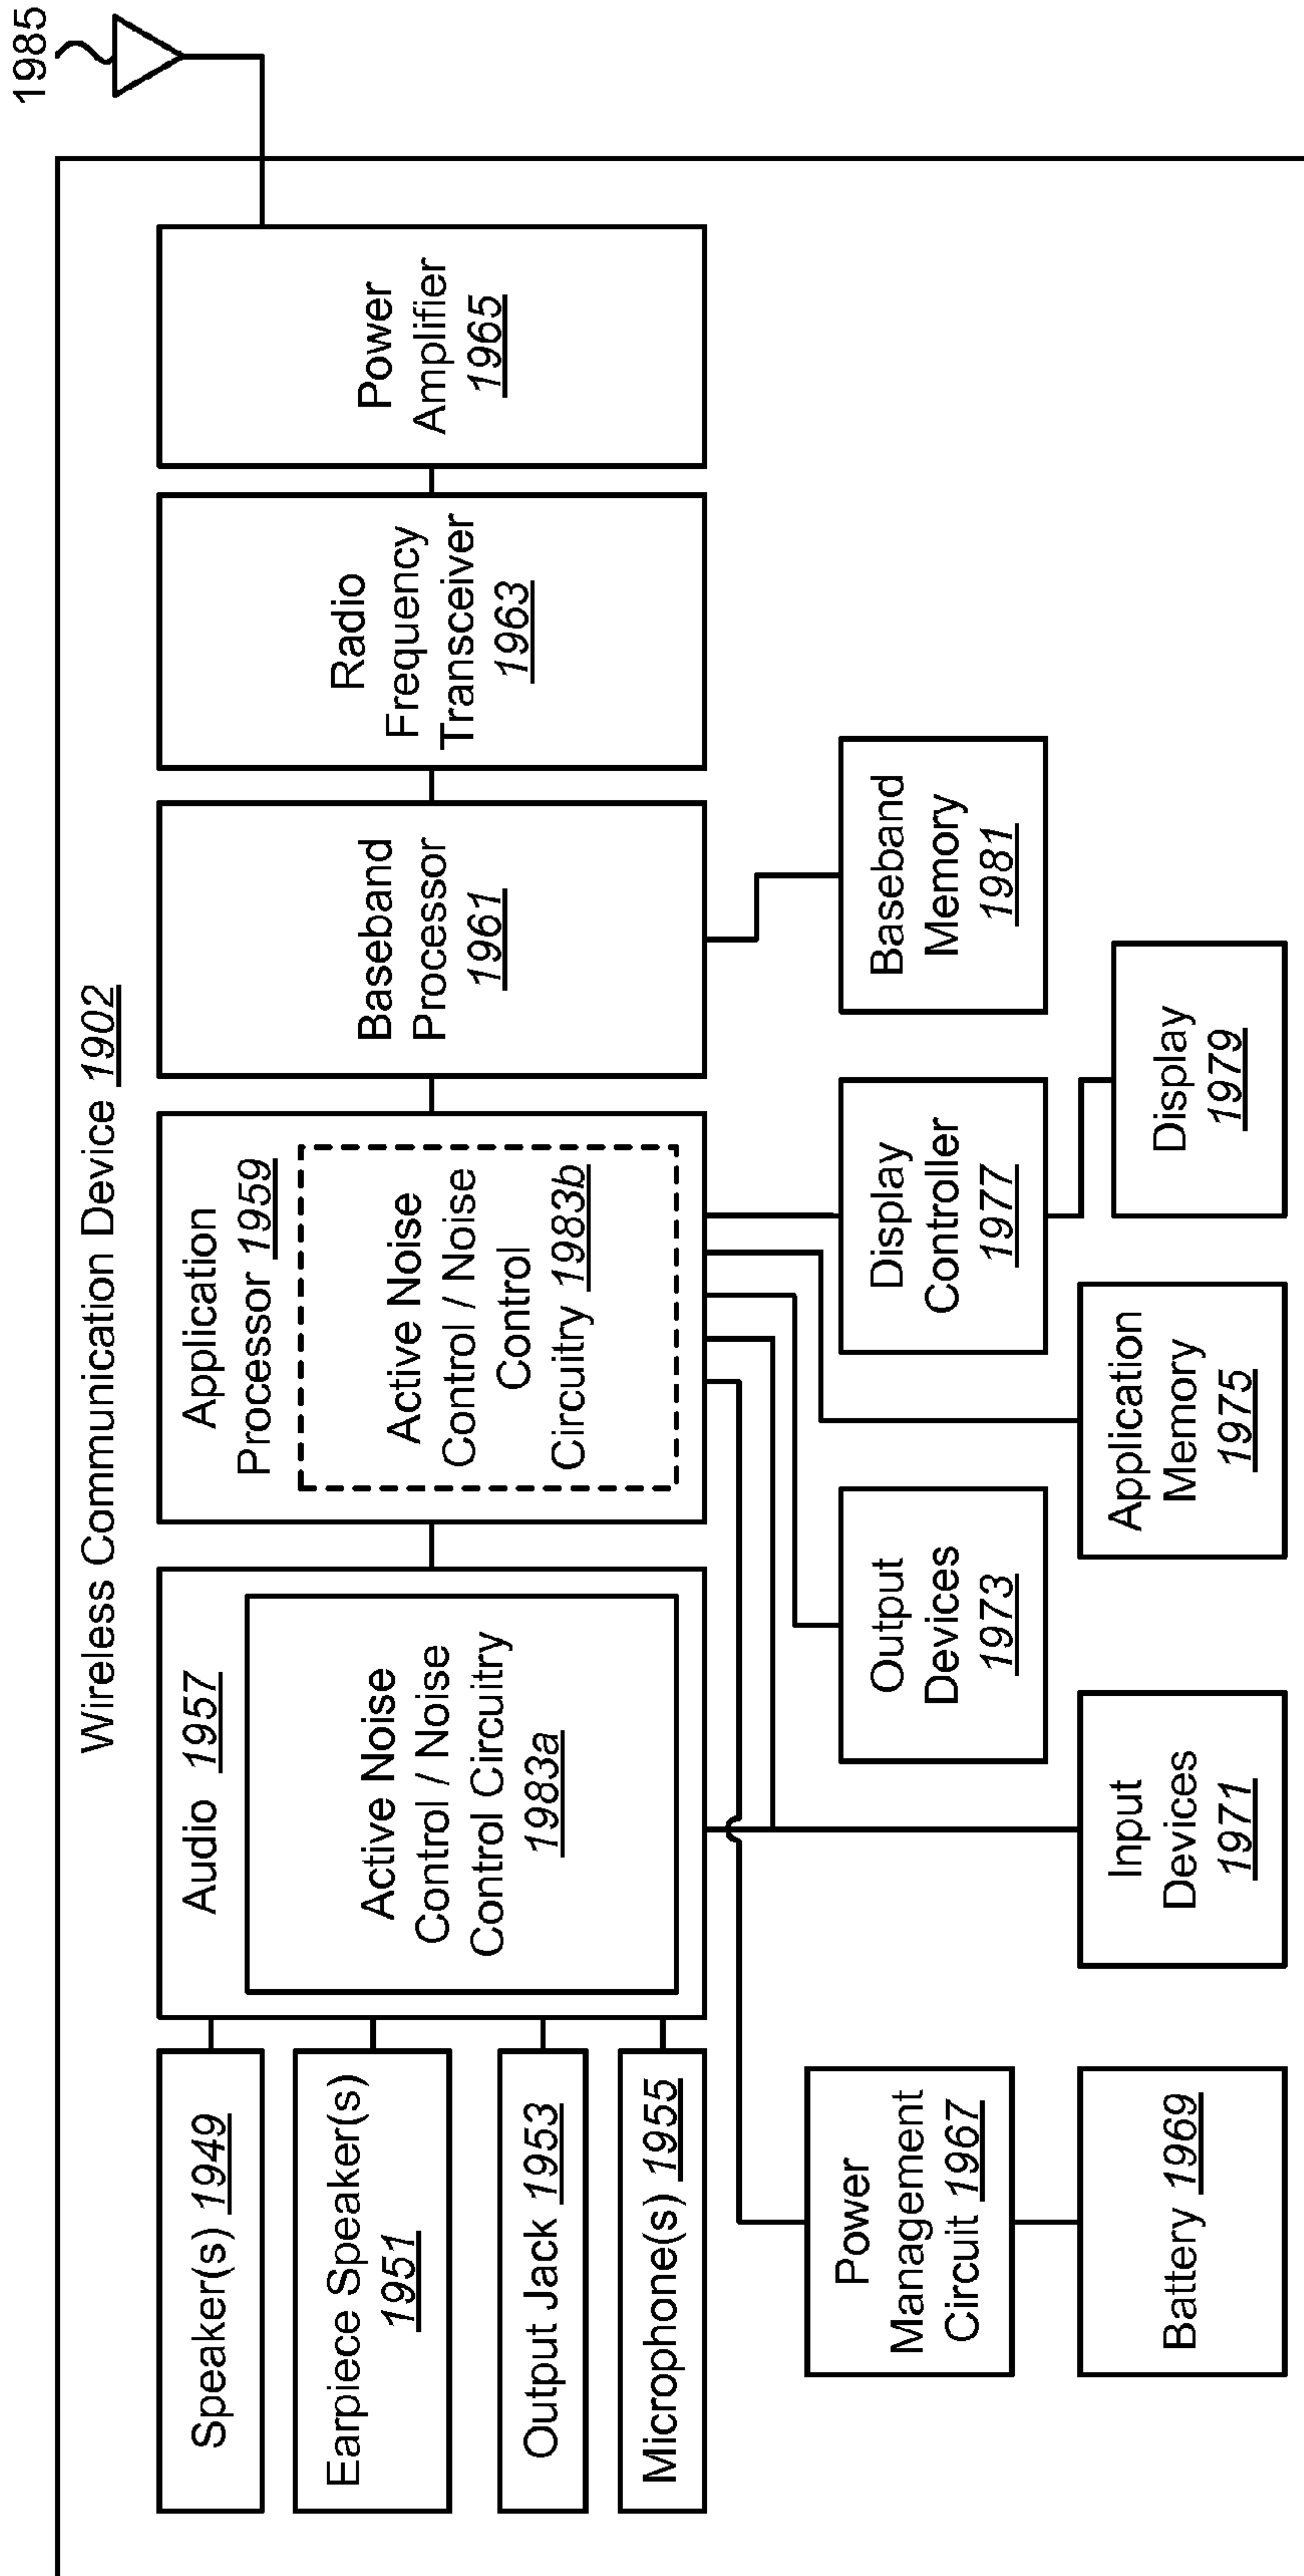 Wireless Communication Device 1902
1985
Speaker(s) 1949
Earpiece Speaker(s)
1951
Output Jack 1953
Microphone(s) 1955
Audio 1957
Active Noise
Control / Noise
Control Circuitry
1983a
Application
Processor 1959
Active Noise
Control / Noise
Control
Circuitry 1983b
Baseband
Processor
1961
Radio
Frequency
Transceiver
1963
Power
Amplifier
1965
Power
Management
Circuit 1967
Battery 1969
Input
Devices
1971
Output
Devices
1973
Application
Memory
1975
Display
Controller
1977
Display
1979
Baseband
Memory
1981